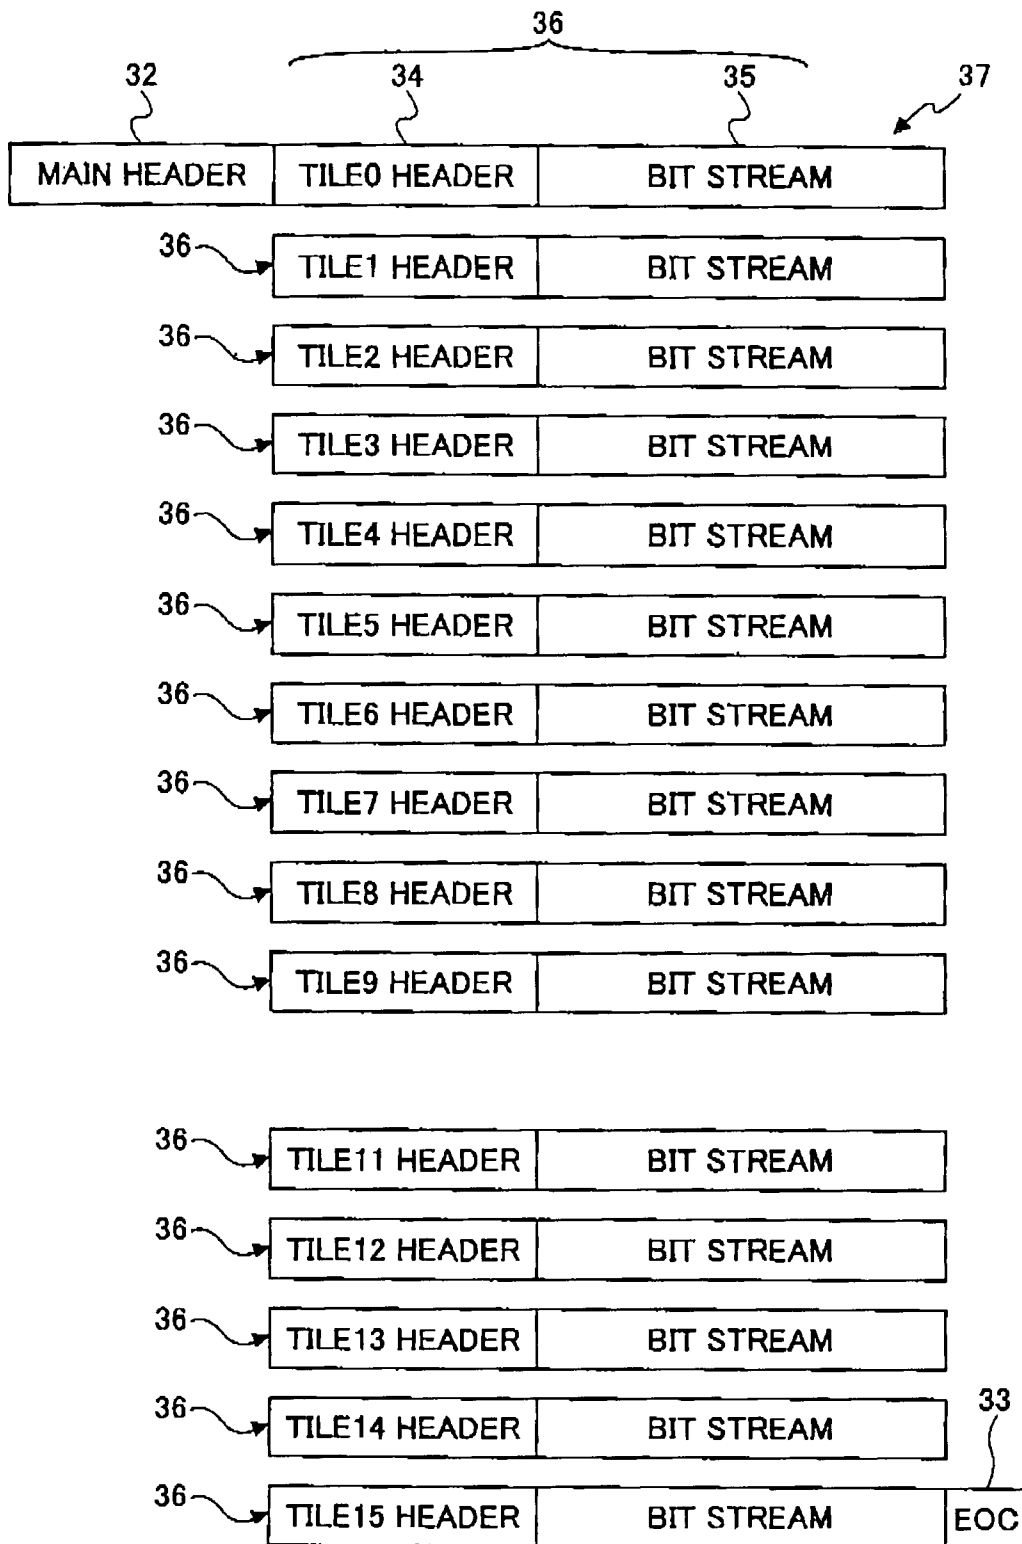 36
32 34 35 37
MAIN HEADER TILE0 HEADER BIT STREAM
36 TILE1 HEADER BIT STREAM
36 TILE2 HEADER BIT STREAM
36 TILE3 HEADER BIT STREAM
36 TILE4 HEADER BIT STREAM
36 TILE5 HEADER BIT STREAM
36 TILE6 HEADER BIT STREAM
36 TILE7 HEADER BIT STREAM
36 TILE8 HEADER BIT STREAM
36 TILE9 HEADER BIT STREAM
36 TILE11 HEADER BIT STREAM
36 TILE12 HEADER BIT STREAM
36 TILE13 HEADER BIT STREAM
36 TILE14 HEADER BIT STREAM
33
36 TILE15 HEADER BIT STREAM EOC